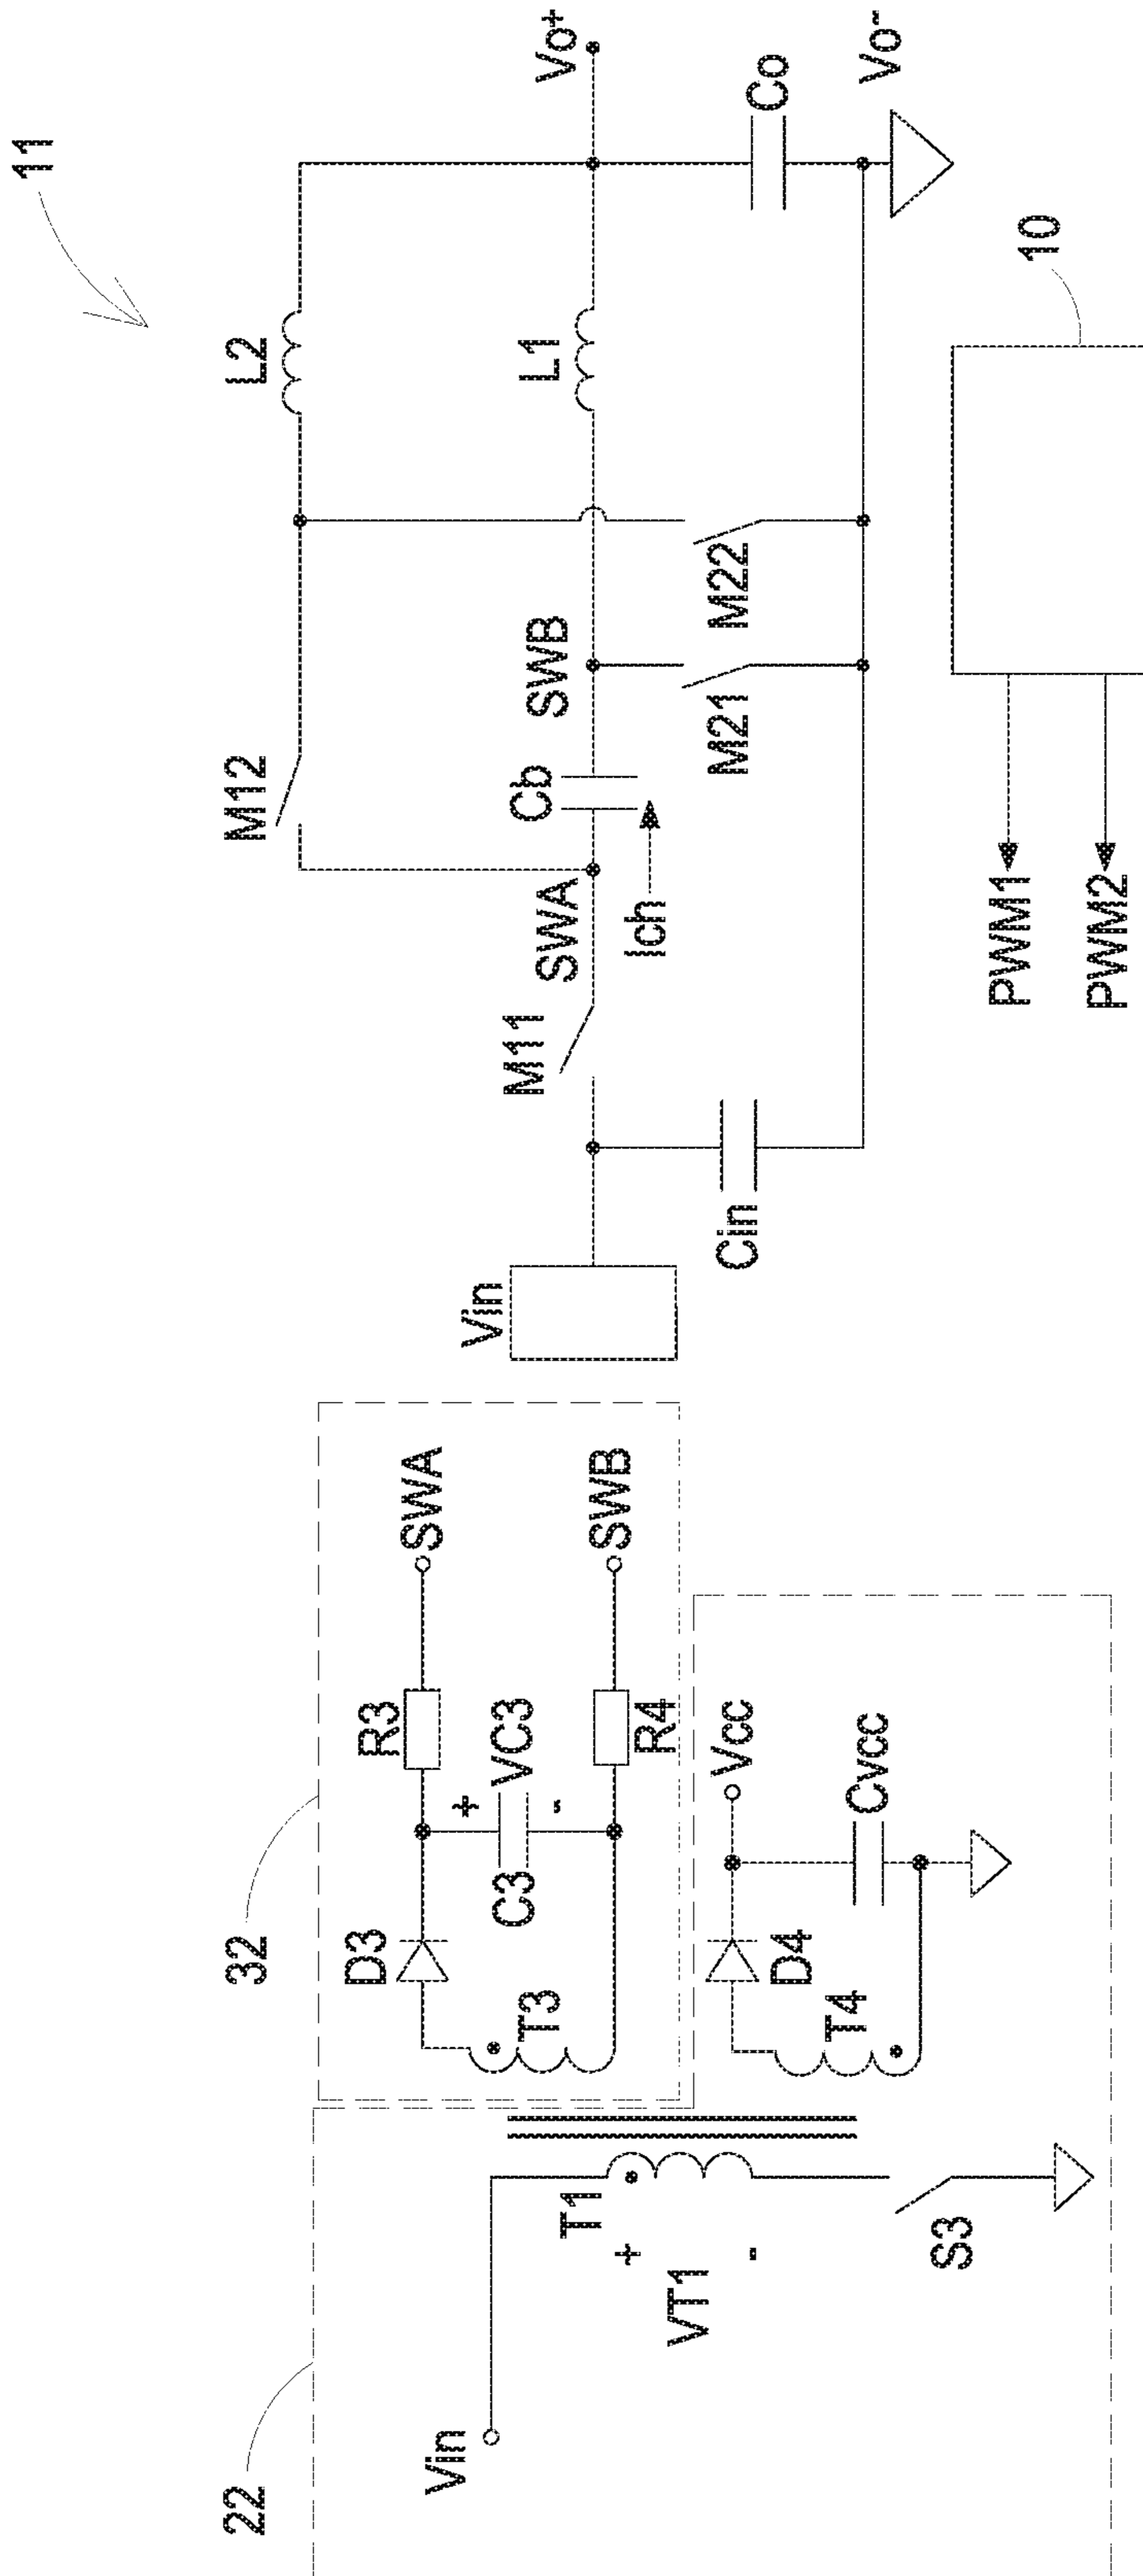 22
Vin
T1
+
VT1
-
S3
32
D3
T3
C3
+
VC3
-
R3
R4
SWA
SWB
D4
T4
Vcc
Cvcc
11
Vin
Cin
M11
SWA
Ich
Cb
SWB
M12
M21
M22
L2
L1
Vo+
Co
Vo-
10
PWM1
PWM2